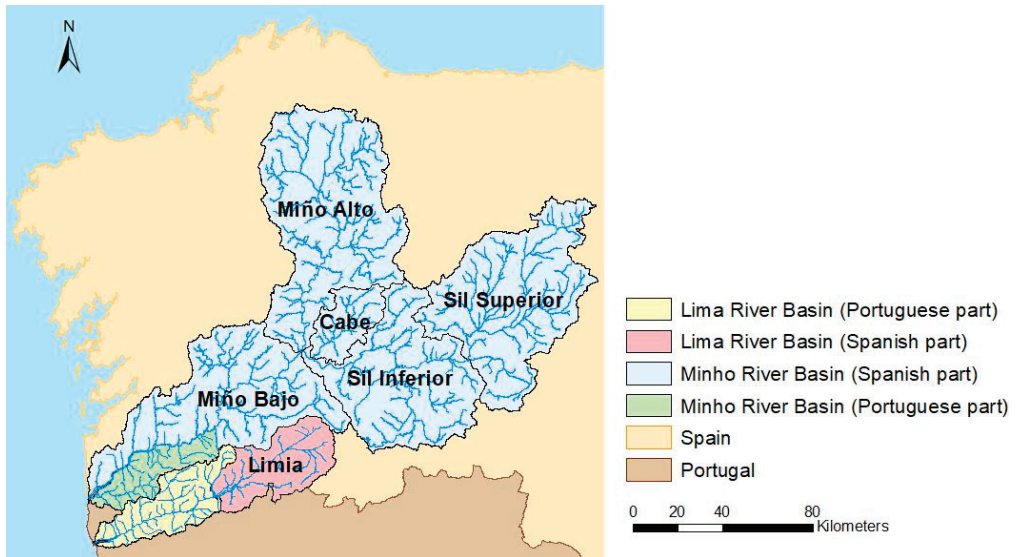 N
Miño Alto
Sil Superior
Cabe
Sil Inferior
Miño Bajo
Limia
Lima River Basin (Portuguese part)
Lima River Basin (Spanish part)
Minho River Basin (Spanish part)
Minho River Basin (Portuguese part)
Spain
Portugal
0 20 40 80
Kilometers